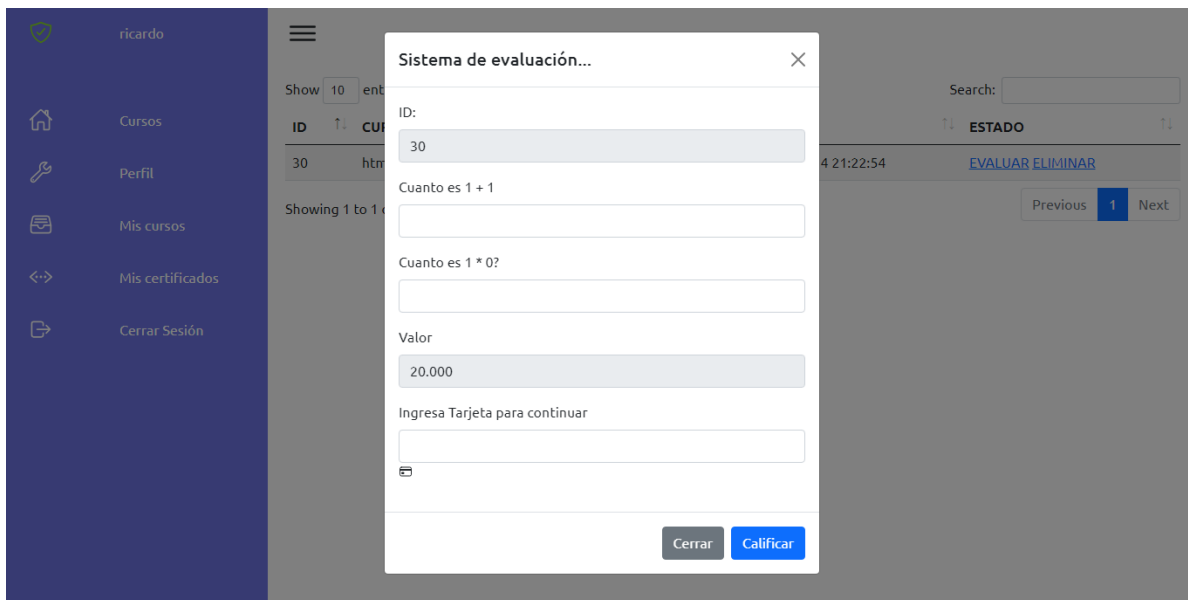 ricardo
Cursos
Perfil
Mis cursos
Mis certificados
Cerrar Sesión
Show 10 ent
Search:
ID CUR ESTADO
30 htm 4 21:22:54 EVALUAR ELIMINAR
Showing 1 to 1
Previous 1 Next
Sistema de evaluación...
ID:
30
Cuanto es 1 + 1
Cuanto es 1 * 0?
Valor
20.000
Ingresa Tarjeta para continuar
Cerrar Calificar